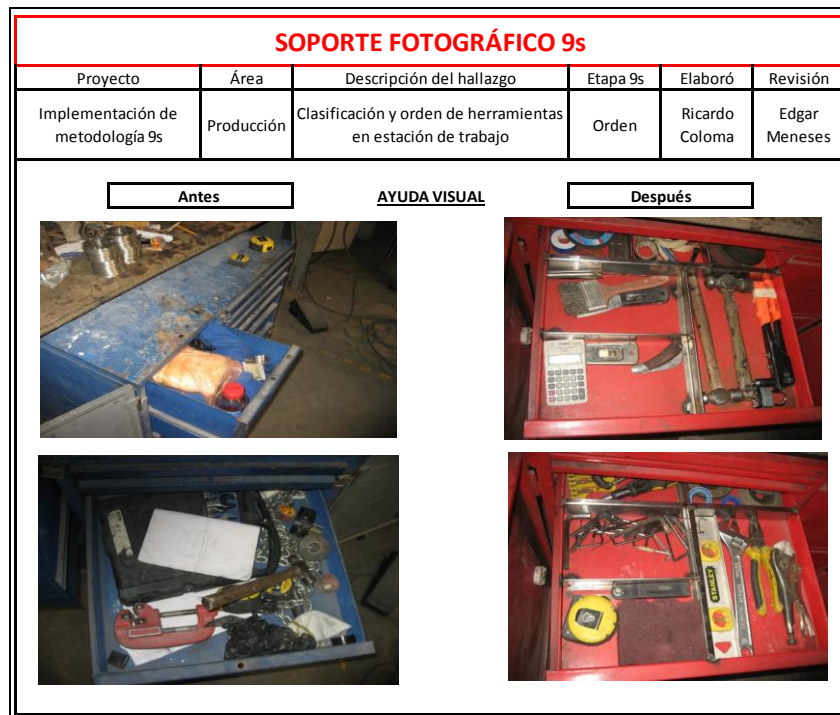 SOPORTE FOTOGRÁFICO 9s
Proyecto Área Descripción del hallazgo Etapa 9s Elaboró Revisión
Implementación de metodología 9s
Producción
Clasificación y orden de herramientas en estación de trabajo
Orden
Ricardo Coloma
Edgar Meneses
Antes AYUDA VISUAL Después
STANLEY